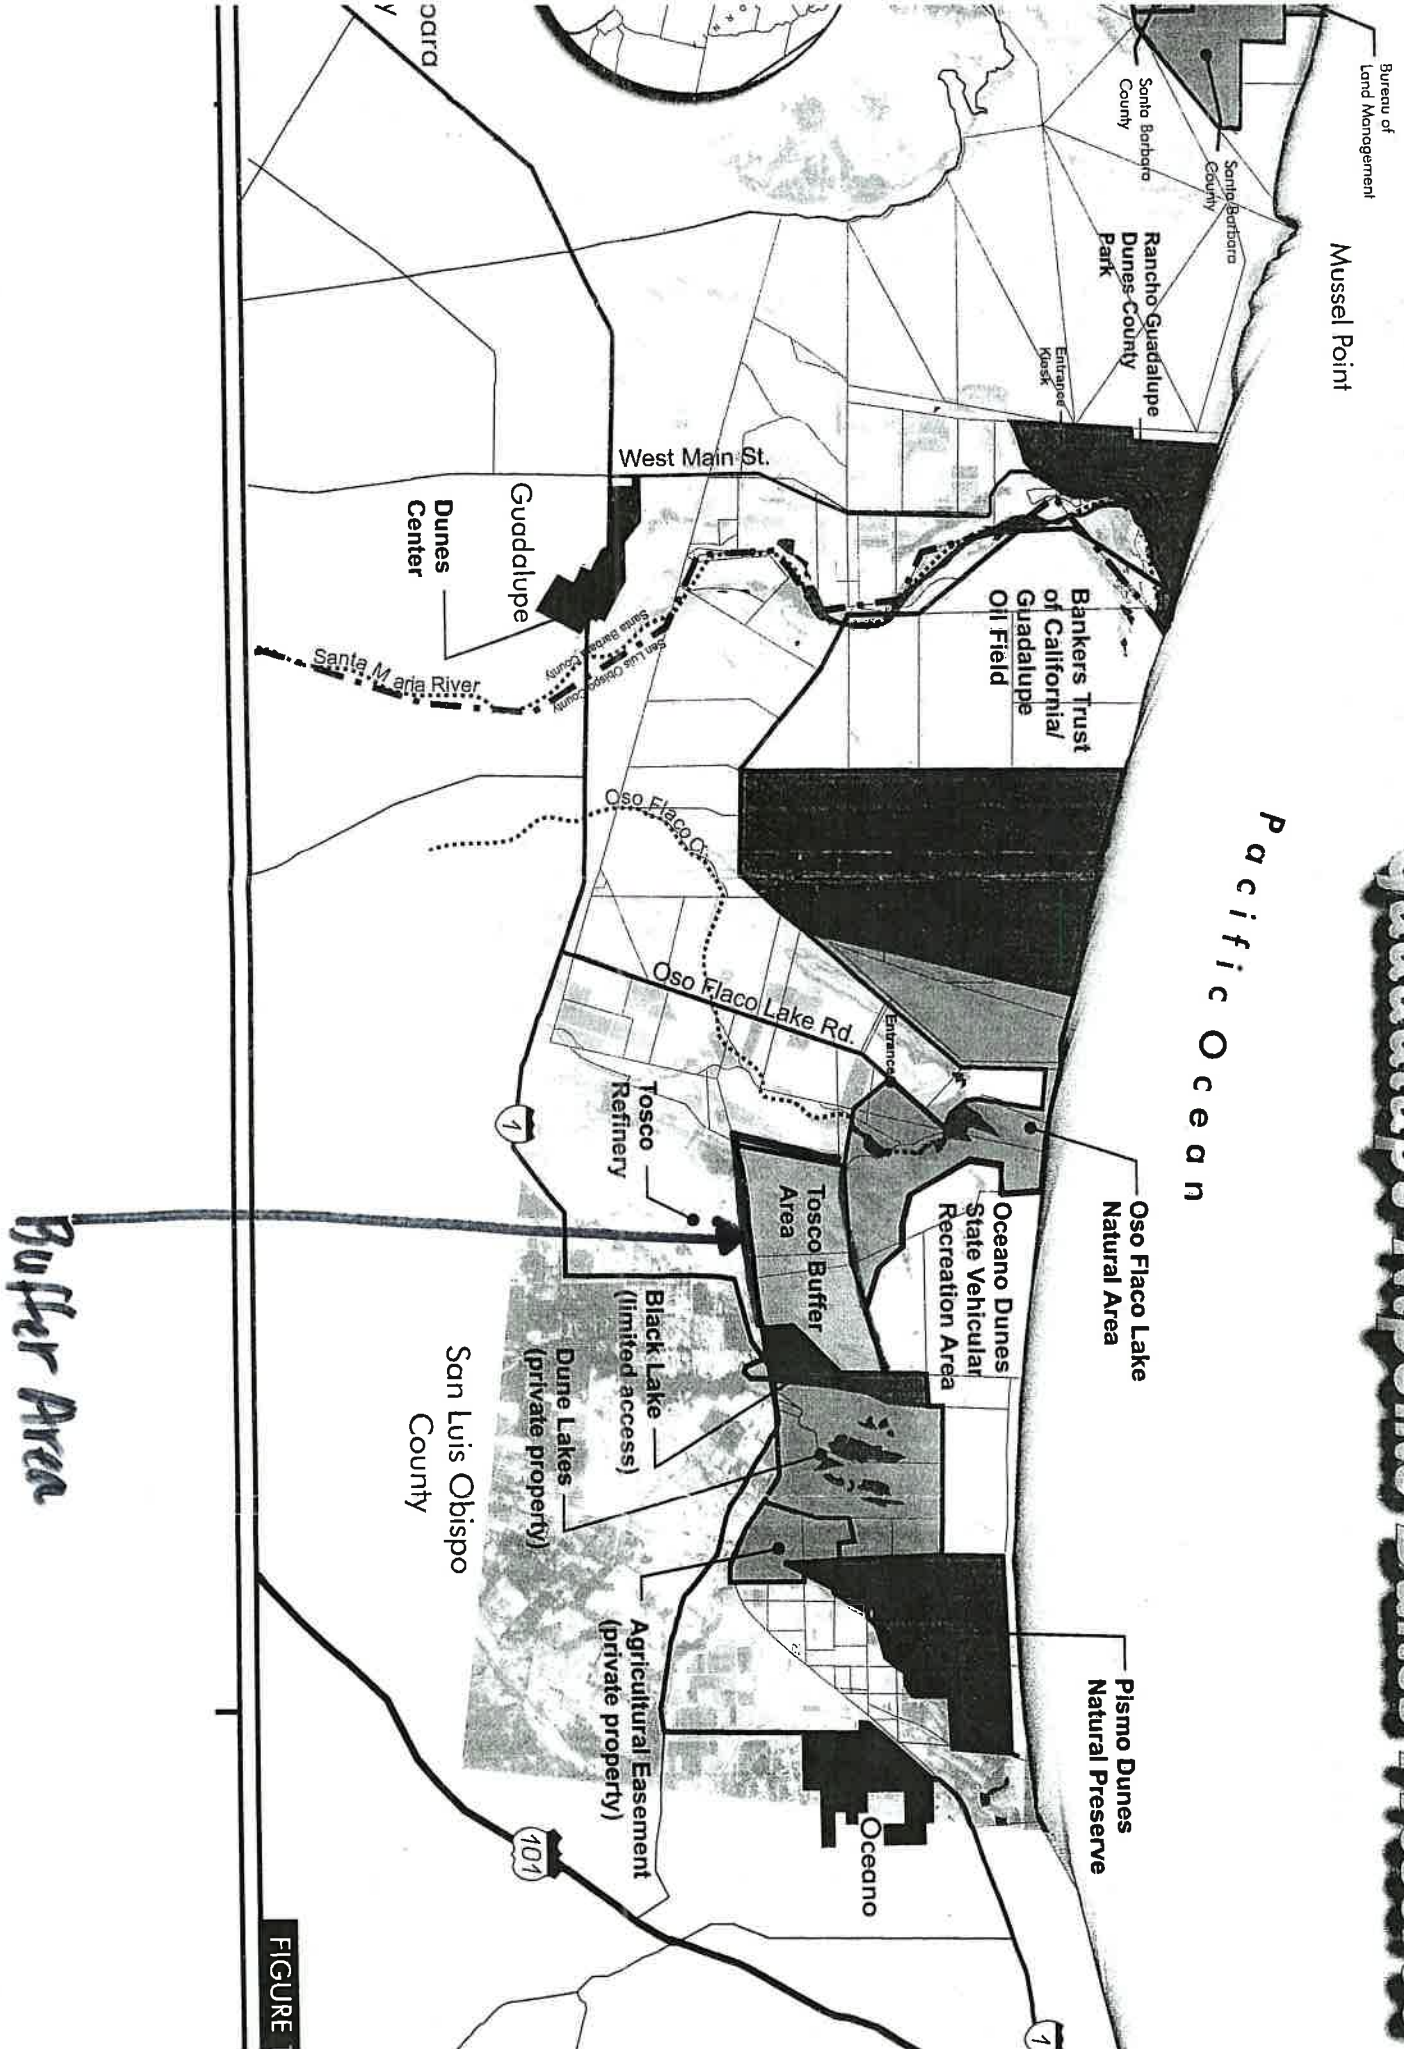 Bureau of
Land Management
Santa Barbara
County
Santa Barbara
County
Mussel Point
Rancho Guadalupe
Dunes County
Park
Entrance
Kiosk
West Main St.
Guadalupe
Dunes
Center
Santa Maria River
Santa Barbara County
San Luis Obispo County
Bankers Trust
of California/
Guadalupe
Oil Field
Pacific Ocean
Oso Flaco Cr.
Oso Flaco Lake Rd.
Entrance
Oso Flaco Lake
Natural Area
Oceano Dunes
State Vehicular
Recreation Area
Tosco
Refinery
Tosco Buffer
Area
1
Black Lake
(limited access)
Dune Lakes
(private property)
San Luis Obispo
County
Agricultural Easement
(private property)
Pismo Dunes
Natural Preserve
Oceano
101
1
FIGURE
Buffer Area